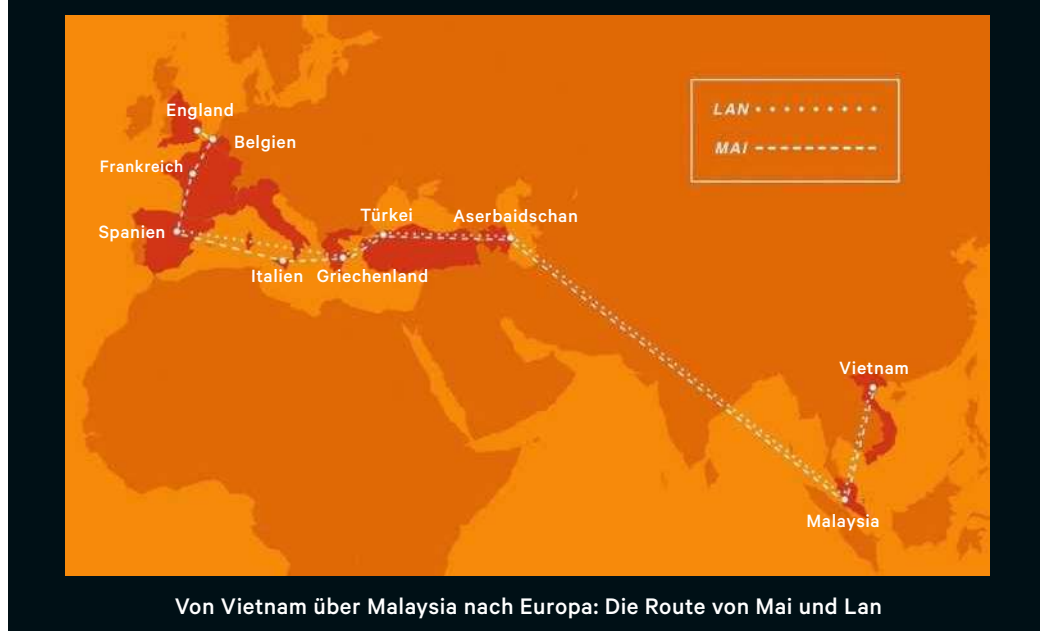 LAN
England
MAI
Belgien
Frankreich
Türkei
Aserbaidschan
Spanien
Italien
Griechenland
Vietnam
Malaysia
Von Vietnam über Malaysia nach Europa: Die Route von Mai und Lan